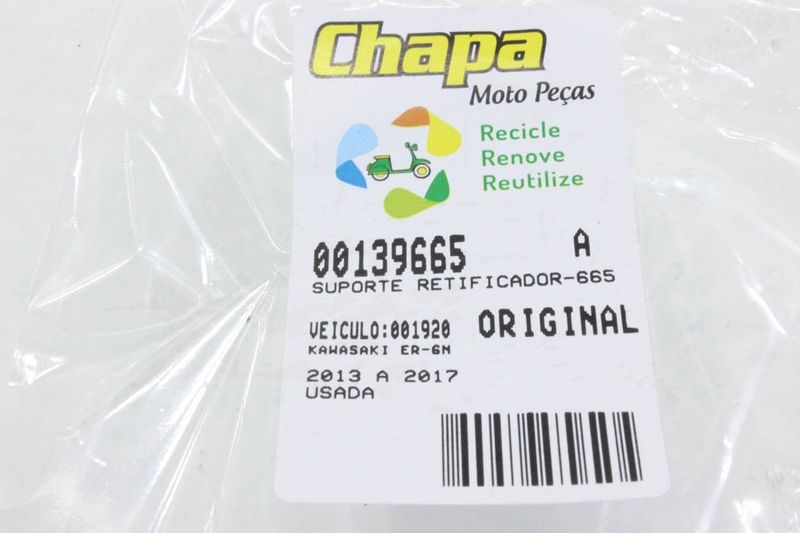 Chapa
Moto Peças
Recicle
Renove
Reutilize
00139665 A
SUPORTE RETIFICADOR-665
VEICULO:001920 ORIGINAL
KAWASAKI ER-6N
2013 A 2017
USADA